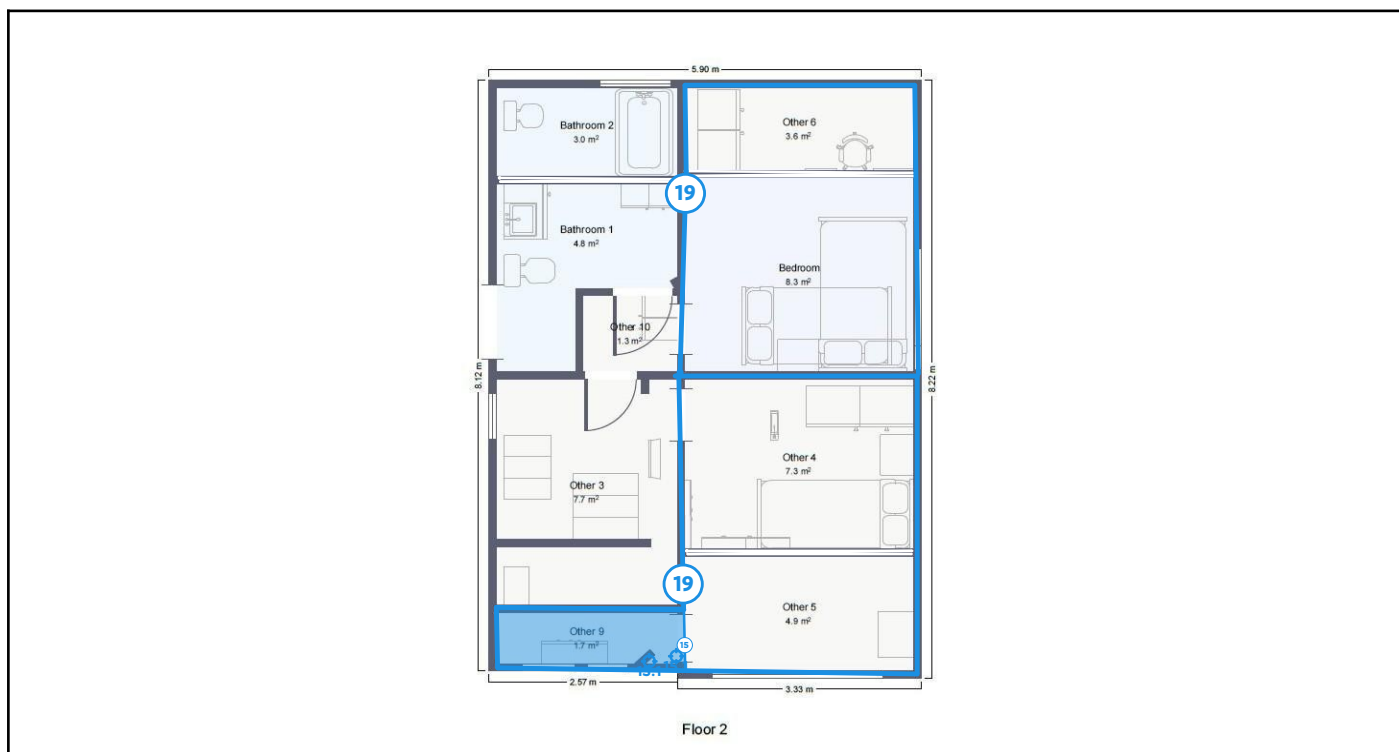 5.90 m
Other 6
3.6 m²
Bathroom 2
3.0 m²
19
Bathroom 1
4.8 m²
Bedroom
8.3 m²
Other 10
1.3 m²
8.12 m
8.22 m
Other 4
7.3 m²
Other 3
7.7 m²
19
Other 5
4.9 m²
Other 9
1.7 m²
15
2.57 m
3.33 m
Floor 2